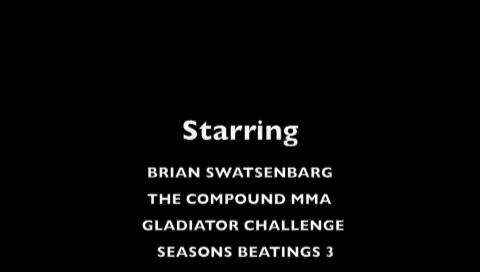 Starring
BRIAN SWATSENBARG
THE COMPOUND MMA
GLADIATOR CHALLENGE
SEASONS BEATINGS 3